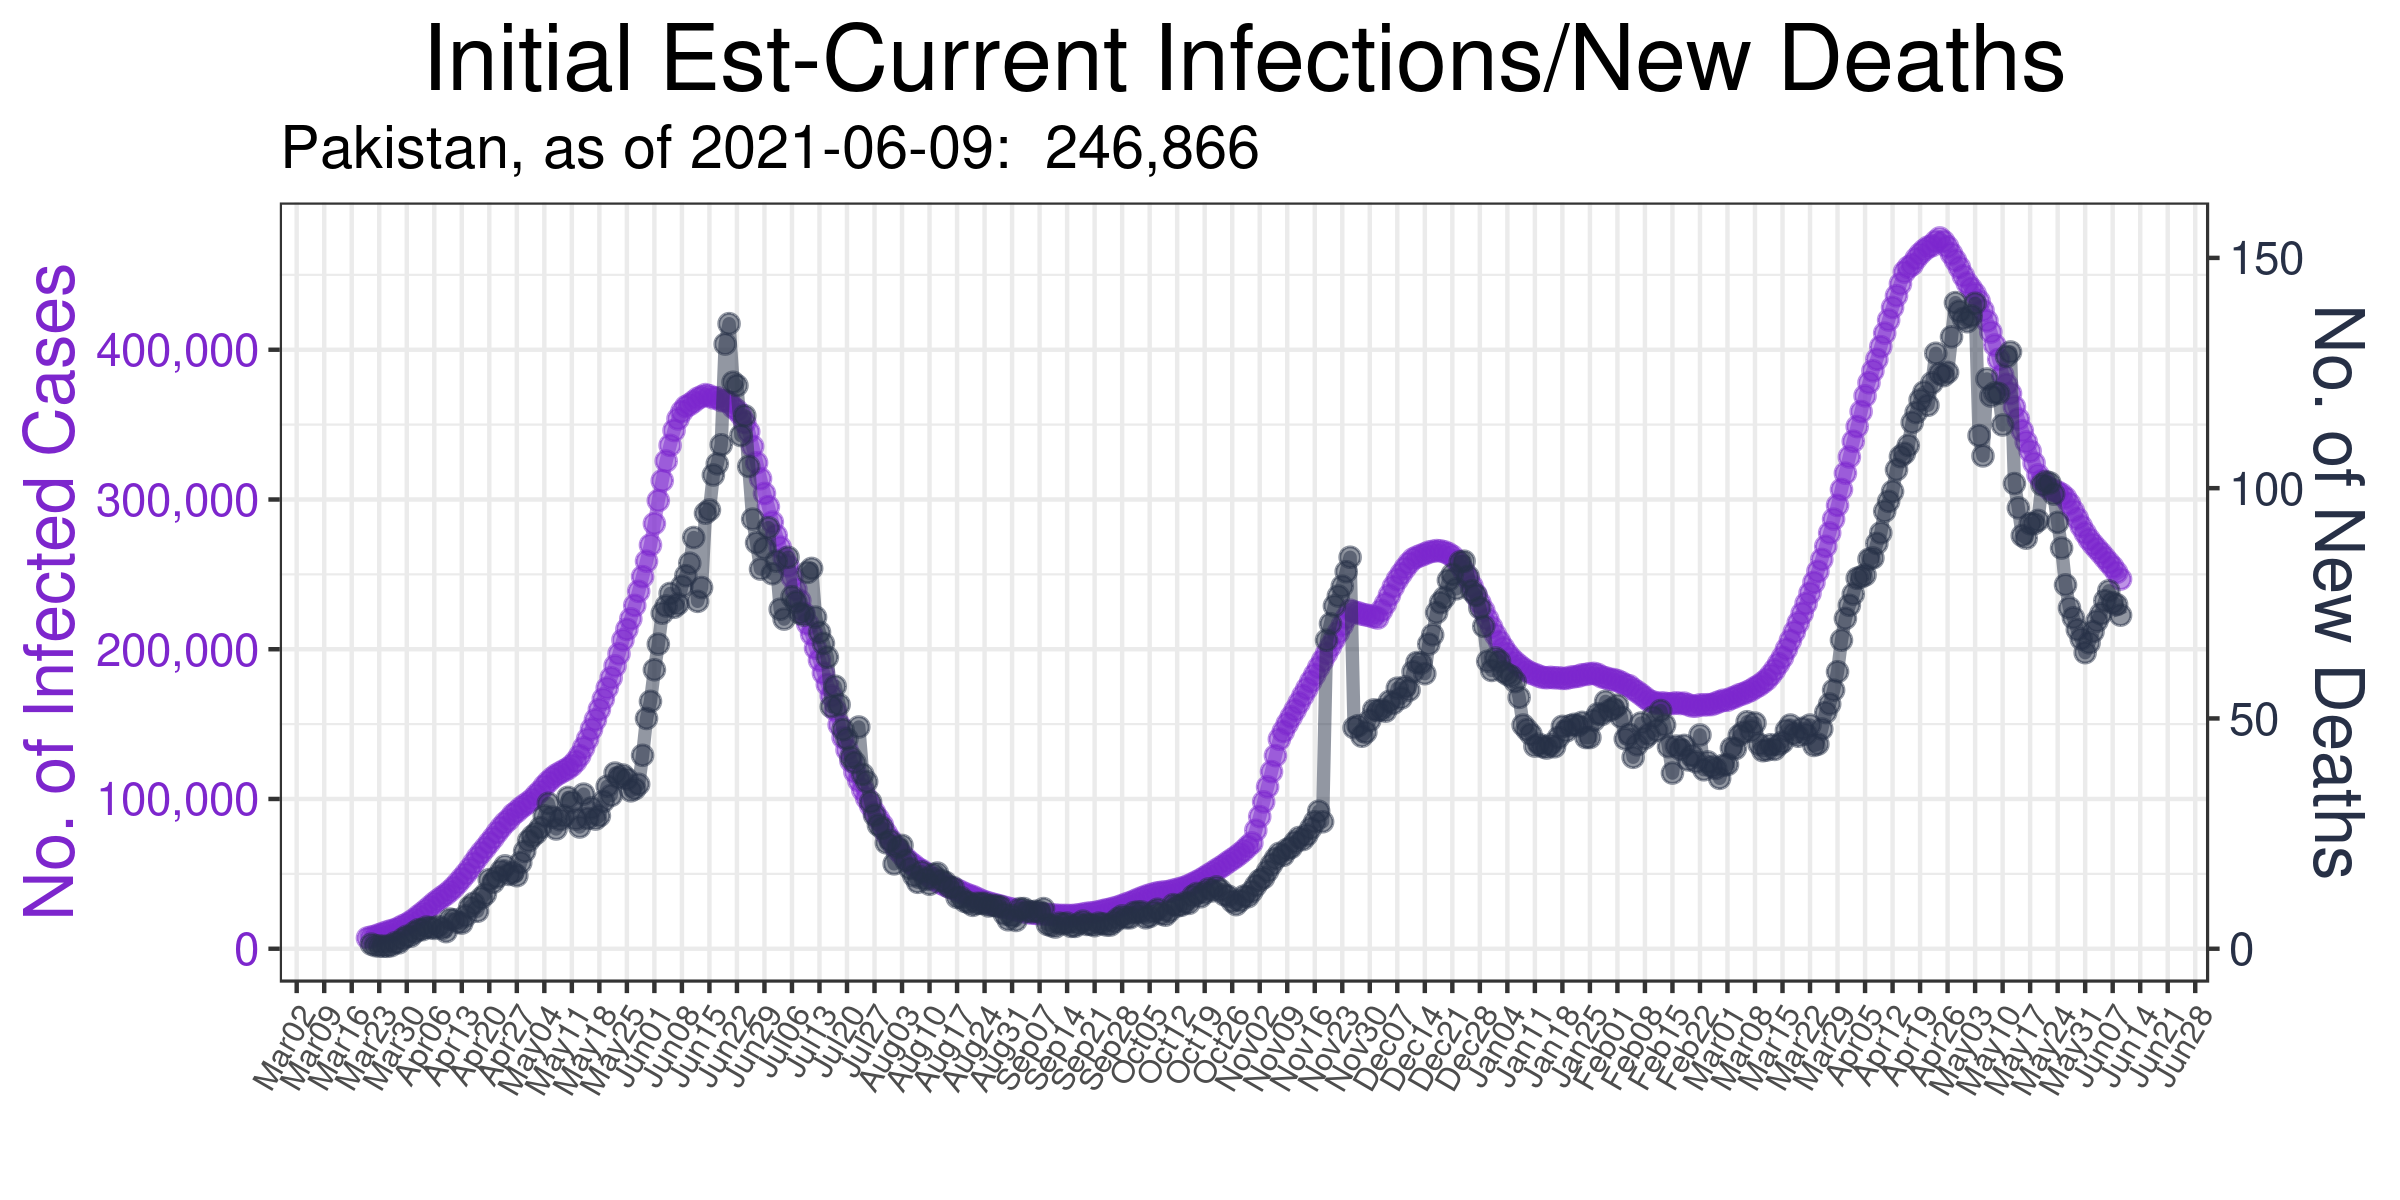 Initial Est-Current Infections/New Deaths
Pakistan, as of 2021-06-09:  246,866
No. of Infected Cases
400,000
300,000
200,000
100,000
0
150
100
50
0
No. of New Deaths
Mar02
Mar09
Mar16
Mar23
Mar30
Apr06
Apr13
Apr20
Apr27
May04
May11
May18
May25
Jun01
Jun08
Jun15
Jun22
Jun29
Jul06
Jul13
Jul20
Jul27
Aug03
Aug10
Aug17
Aug24
Aug31
Sep07
Sep14
Sep21
Sep28
Oct05
Oct12
Oct19
Oct26
Nov02
Nov09
Nov16
Nov23
Nov30
Dec07
Dec14
Dec21
Dec28
Jan04
Jan11
Jan18
Jan25
Feb01
Feb08
Feb15
Feb22
Mar01
Mar08
Mar15
Mar22
Mar29
Apr05
Apr12
Apr19
Apr26
May03
May10
May17
May24
May31
Jun07
Jun14
Jun21
Jun28